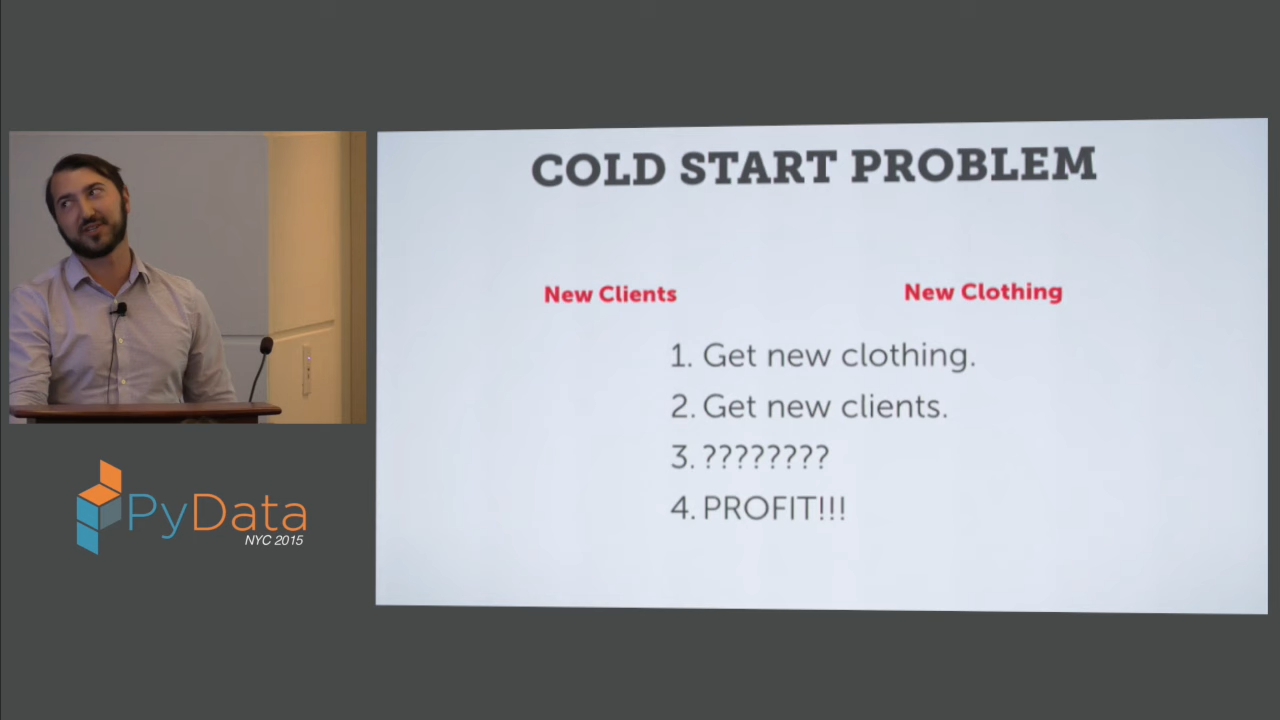 COLD START PROBLEM
New Clients
New Clothing
1. Get new clothing.
2. Get new clients.
3. ????????
4. PROFIT!!!
PyData
NYC 2015